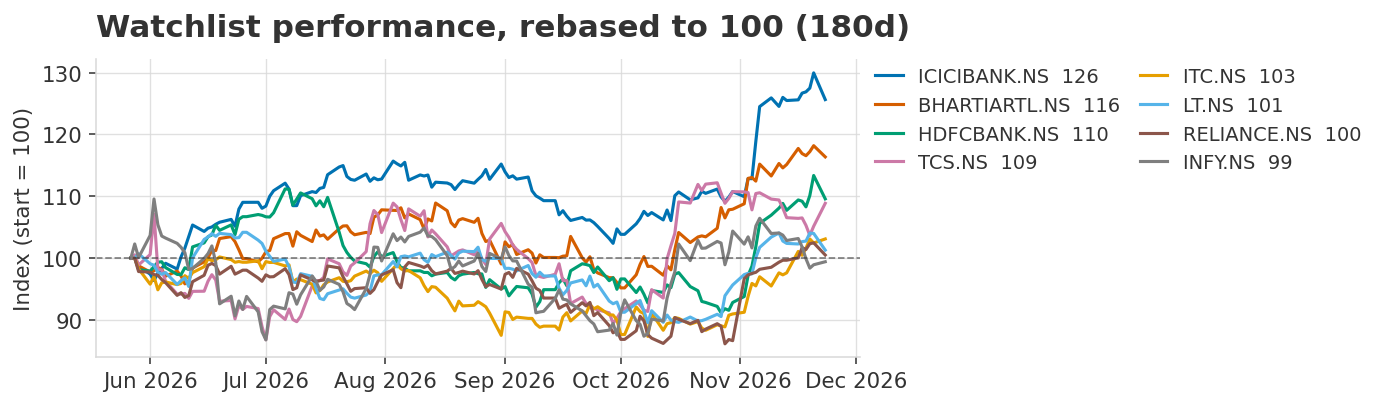 Watchlist performance, rebased to 100 (180d)
Index (start = 100)
130
120
110
100
90
Jun 2026
Jul 2026
Aug 2026
Sep 2026
Oct 2026
Nov 2026
Dec 2026
ICICIBANK.NS 126
BHARTIARTL.NS 116
HDFCBANK.NS 110
TCS.NS 109
ITC.NS 103
LT.NS 101
RELIANCE.NS 100
INFY.NS 99